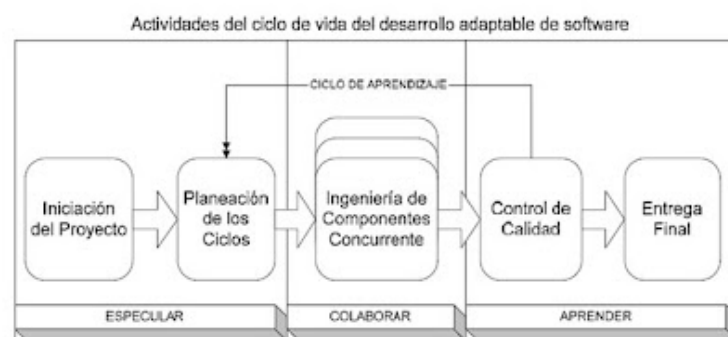 Actividades del ciclo de vida del desarrollo adaptable de software
CICLO DE APRENDIZAJE
Iniciación
del Proyecto
Planeación
de los
Ciclos
Ingeniería de
Componentes
Concurrente
Control de
Calidad
Entrega
Final
ESPECULAR
COLABORAR
APRENDER